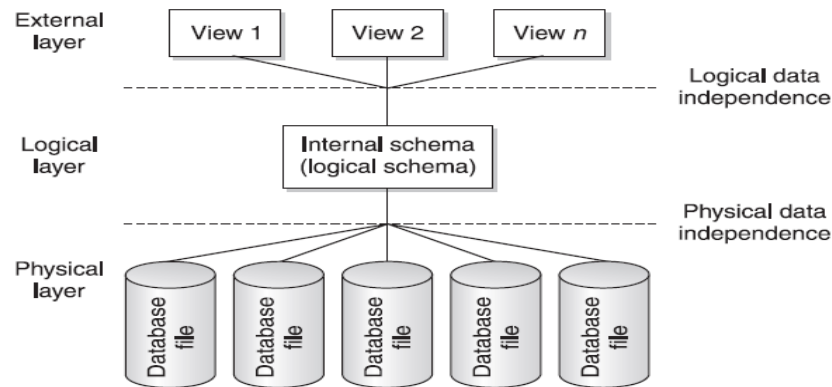 External
layer
View 1
View 2
View n
Logical data
independence
Logical
layer
Internal schema
(logical schema)
Physical data
independence
Physical
layer
Database
file
Database
file
Database
file
Database
file
Database
file